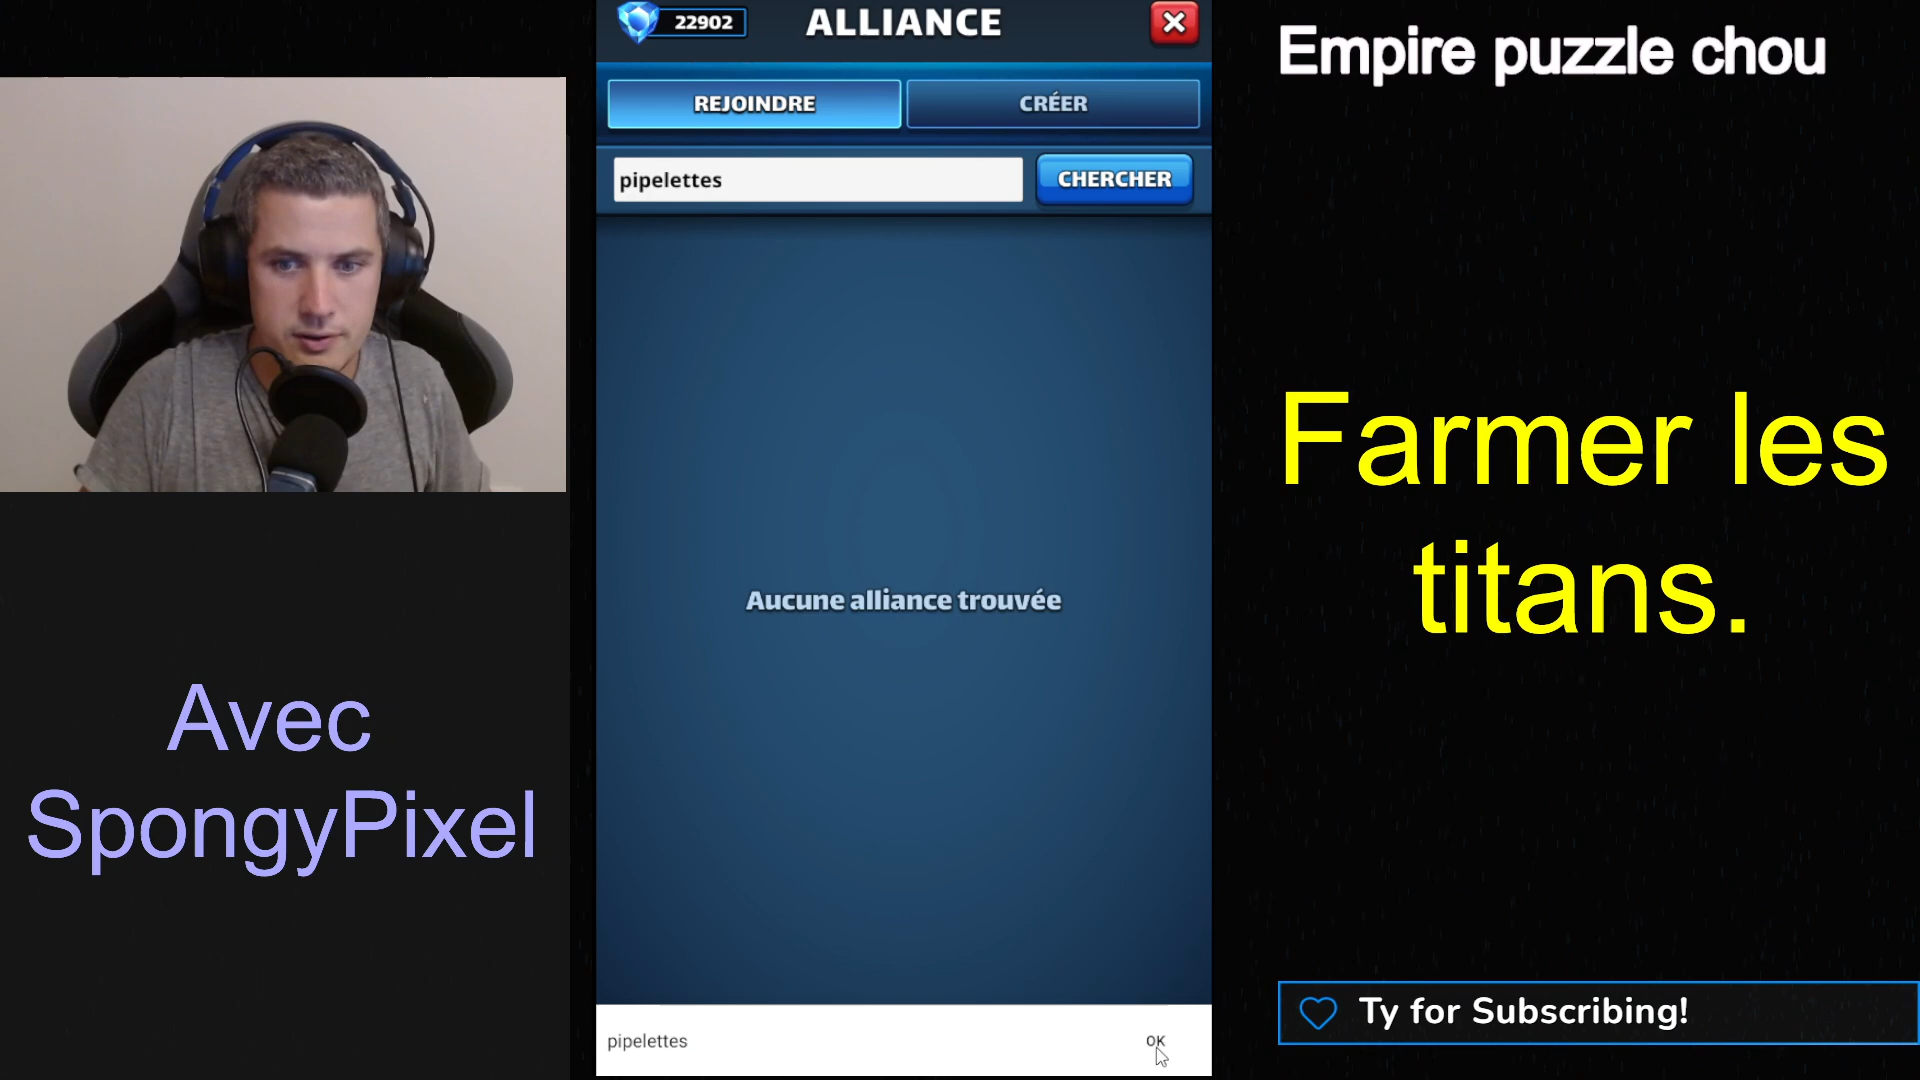 22902
ALLIANCE
REJOINDRE
CRÉER
pipelettes
CHERCHER
Aucune alliance trouvée
pipelettes
OK
Avec
SpongyPixel
Empire puzzle chou
Farmer les
titans.
Ty for Subscribing!